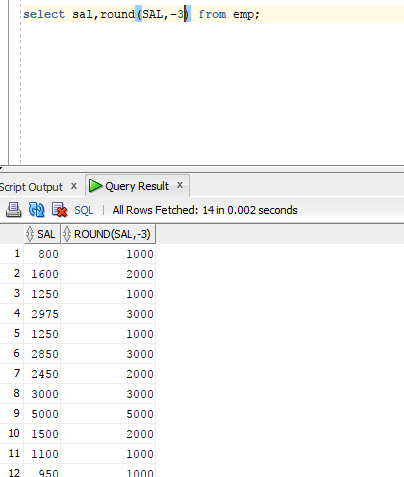 select sal,round(SAL,-3) from emp;
Script Output x Query Result x
SQL | All Rows Fetched: 14 in 0.002 seconds
SAL ROUND(SAL,-3)
1 800 1000
2 1600 2000
3 1250 1000
4 2975 3000
5 1250 1000
6 2850 3000
7 2450 2000
8 3000 3000
9 5000 5000
10 1500 2000
11 1100 1000
12 950 1000